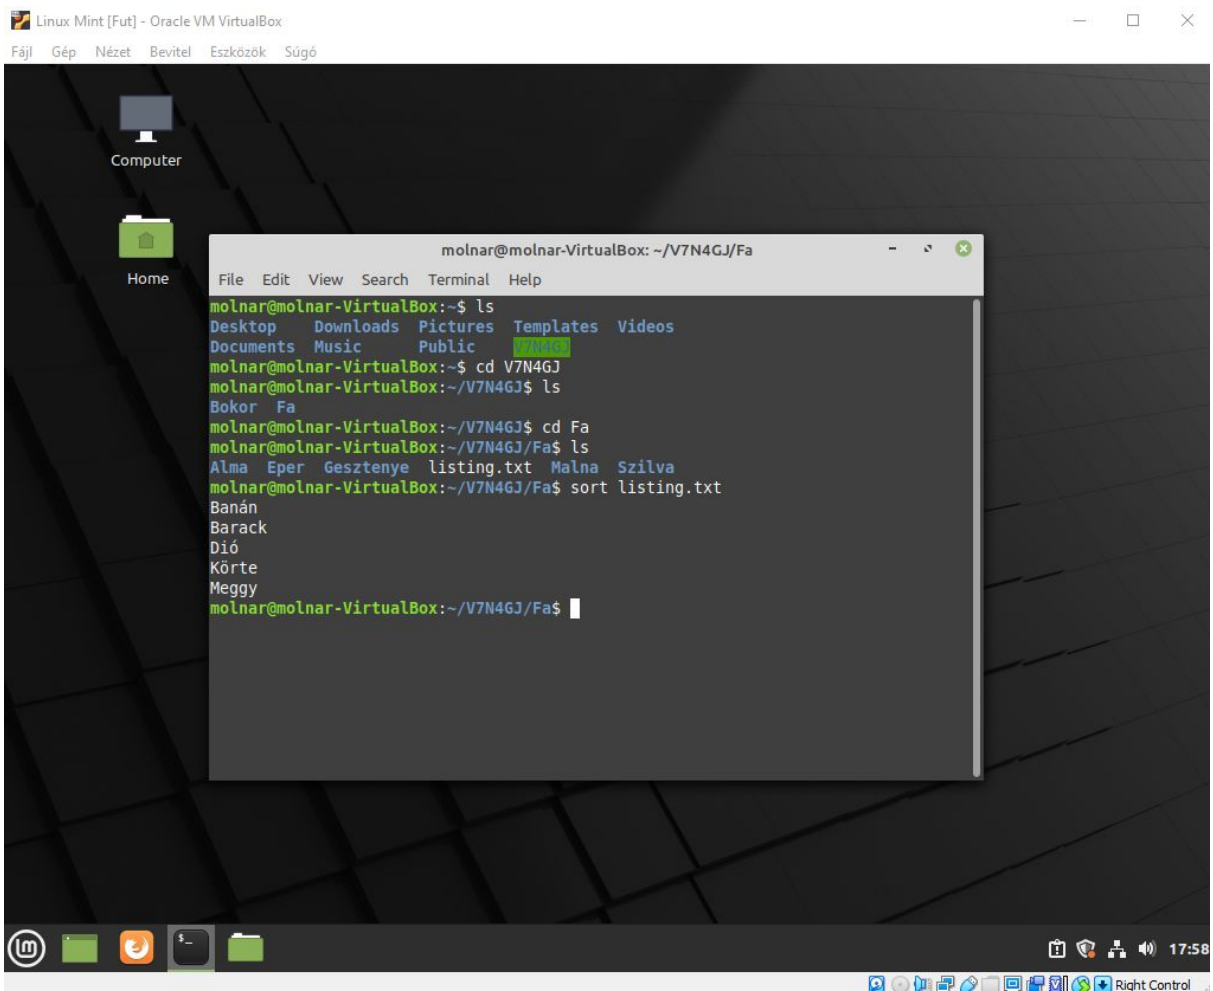 Linux Mint [Fut] - Oracle VM VirtualBox
Fájl Gép Nézet Bevitel Eszközök Súgó
Computer
Home
molnar@molnar-VirtualBox: ~/V7N4GJ/Fa
File Edit View Search Terminal Help
molnar@molnar-VirtualBox:~$ ls
Desktop Downloads Pictures Templates Videos
Documents Music Public V7N4GJ
molnar@molnar-VirtualBox:~$ cd V7N4GJ
molnar@molnar-VirtualBox:~/V7N4GJ$ ls
Bokor Fa
molnar@molnar-VirtualBox:~/V7N4GJ$ cd Fa
molnar@molnar-VirtualBox:~/V7N4GJ/Fa$ ls
Alma Eper Gesztenye listing.txt Malna Szilva
molnar@molnar-VirtualBox:~/V7N4GJ/Fa$ sort listing.txt
Banán
Barack
Dió
Körte
Meggy
molnar@molnar-VirtualBox:~/V7N4GJ/Fa$
17:58
Right Control